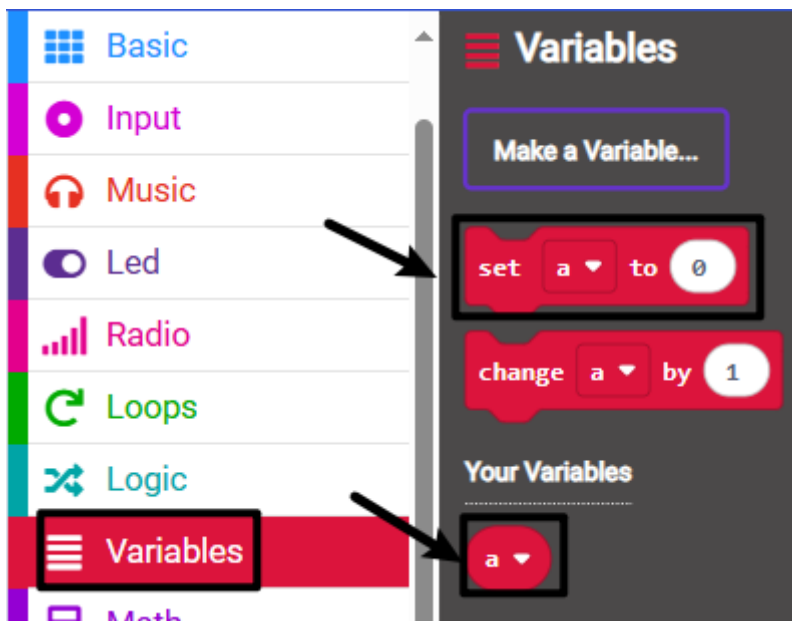 Basic
Input
Music
Led
Radio
Loops
Logic
Variables
Math
Variables
Make a Variable...
set a to 0
change a by 1
Your Variables
a